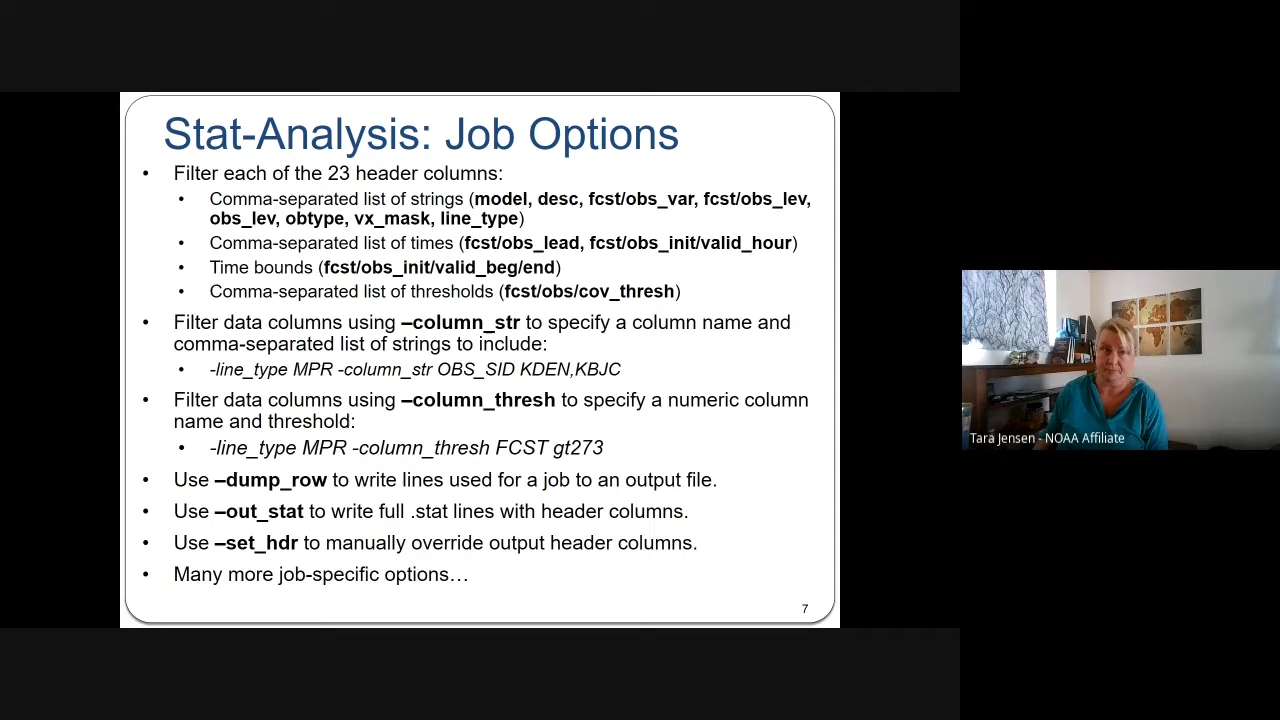 Stat-Analysis: Job Options
• Filter each of the 23 header columns:
• Comma-separated list of strings (model, desc, fcst/obs_var, fcst/obs_lev,
obs_lev, obtype, vx_mask, line_type)
• Comma-separated list of times (fcst/obs_lead, fcst/obs_init/valid_hour)
• Time bounds (fcst/obs_init/valid_beg/end)
• Comma-separated list of thresholds (fcst/obs/cov_thresh)
• Filter data columns using –column_str to specify a column name and
comma-separated list of strings to include:
• -line_type MPR -column_str OBS_SID KDEN,KBJC
• Filter data columns using –column_thresh to specify a numeric column
name and threshold:
• -line_type MPR -column_thresh FCST gt273
• Use –dump_row to write lines used for a job to an output file.
• Use –out_stat to write full .stat lines with header columns.
• Use –set_hdr to manually override output header columns.
• Many more job-specific options…
7
Tara Jensen - NOAA Affiliate